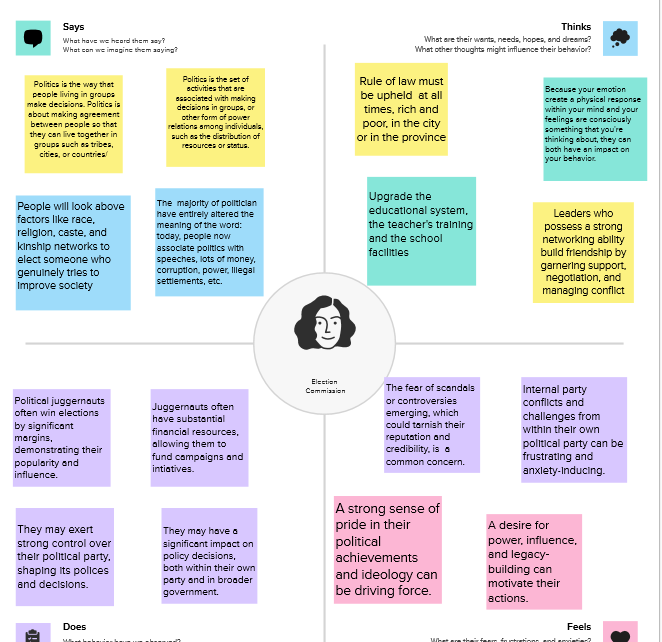 Says
What have we heard them say?
What can we imagine them saying?
Thinks
What are their wants, needs, hopes, and dreams?
What other thoughts might influence their behavior?
Politics is the way that
people living in groups
make decisions. Politics is
about making agreement
between people so that
they can live together in
groups such as tribes,
cities, or countries/
Politics is the set of
activities that are
associated with making
decisions in groups, or
other form of power
relations among individuals,
such as the distribution of
resources or status.
Rule of law must
be upheld at all
times, rich and
poor, in the city
or in the province
Because your emotion
create a physical response
within your mind and your
feelings are consciously
something that you're
thinking about, they can
both have an impact on
your behavior.
People will look above
factors like race,
religion, caste, and
kinship networks to
elect someone who
genuinely tries to
improve society
The majority of politician
have entirely altered the
meaning of the word:
today, people now
associate politics with
speeches, lots of money,
corruption, power, illegal
settlements, etc.
Upgrade the
educational system,
the teacher's training
and the school
facilities
Leaders who
possess a strong
networking ability
build friendship by
garnering support,
negotiation, and
managing conflict
Election
Commission
Political juggernauts
often win elections
by significant
margins,
demonstrating their
popularity and
influence.
Juggernauts often
have substantial
financial resources,
allowing them to
fund campaigns and
intiatives.
The fear of scandals
or controversies
emerging, which
could tarnish their
reputation and
credibility, is a
common concern.
Internal party
conflicts and
challenges from
within their own
political party can be
frustrating and
anxiety-inducing.
They may exert
strong control over
their political party,
shaping its polices
and decisions.
They may have a
significant impact on
policy decisions,
both within their own
party and in broader
government.
A strong sense of
pride in their
political
achievements
and ideology can
be driving force.
A desire for
power, influence,
and legacy-
building can
motivate their
actions.
Does
What behavior have we observed?
Feels
What are their fears, frustrations, and anxieties?